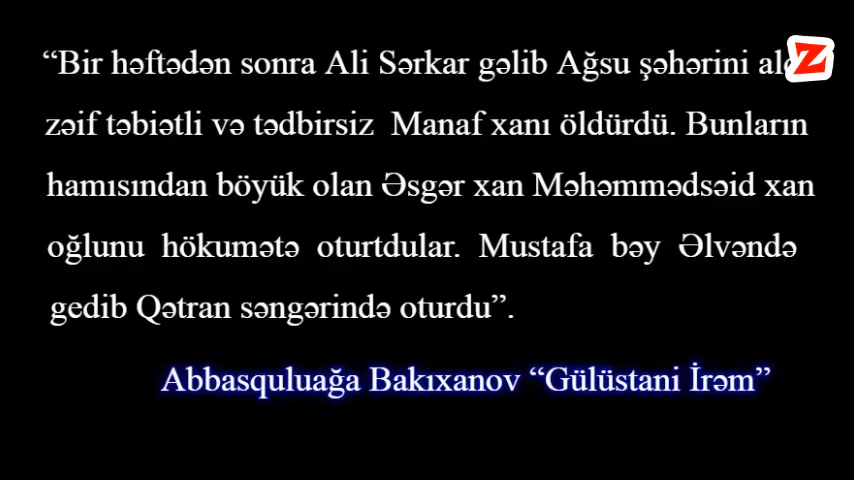 “Bir həftədən sonra Ali Sərkar gəlib Ağsu şəhərini
zəif təbiətli və tədbirsiz Manaf xanı öldürdü. Bunların
hamısından böyük olan Əsgər xan Məhəmmədsəid xan
oğlunu hökumətə oturtdular. Mustafa bəy Əlvəndə
gedib Qətran səngərində oturdu”.
Abbasquluağa Bakıxanov “Gülüstani İrəm”
Z